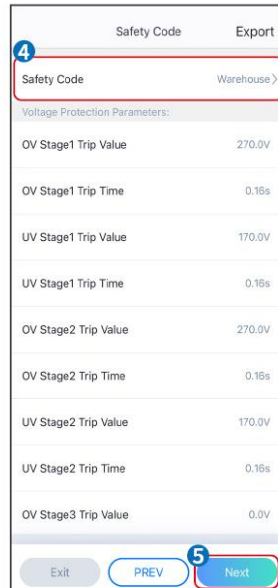 Safety Code Export
4
Safety Code Warehouse >
Voltage Protection Parameters:
OV Stage1 Trip Value 270.0V
OV Stage1 Trip Time 0.16s
UV Stage1 Trip Value 170.0V
UV Stage1 Trip Time 0.16s
OV Stage2 Trip Value 270.0V
OV Stage2 Trip Time 0.16s
UV Stage2 Trip Value 170.0V
UV Stage2 Trip Time 0.16s
OV Stage3 Trip Value 0.0V
5
Exit PREV Next